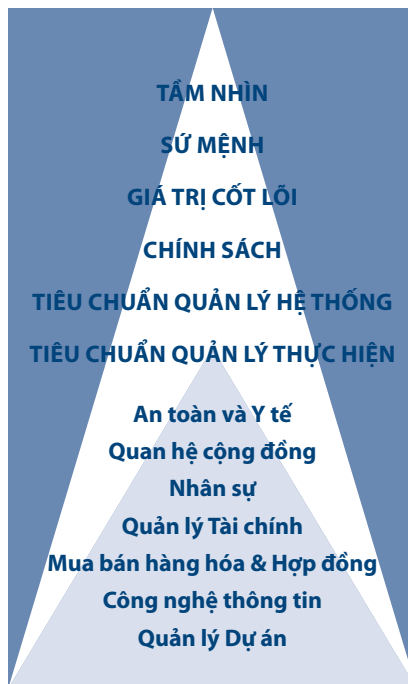 TẦM NHÌN
SỨ MỆNH
GIÁ TRỊ CỐT LÕI
CHÍNH SÁCH
TIÊU CHUẨN QUẢN LÝ HỆ THỐNG
TIÊU CHUẨN QUẢN LÝ THỰC HIỆN
An toàn và Y tế
Quan hệ cộng đồng
Nhân sự
Quản lý Tài chính
Mua bán hàng hóa & Hợp đồng
Công nghệ thông tin
Quản lý Dự án